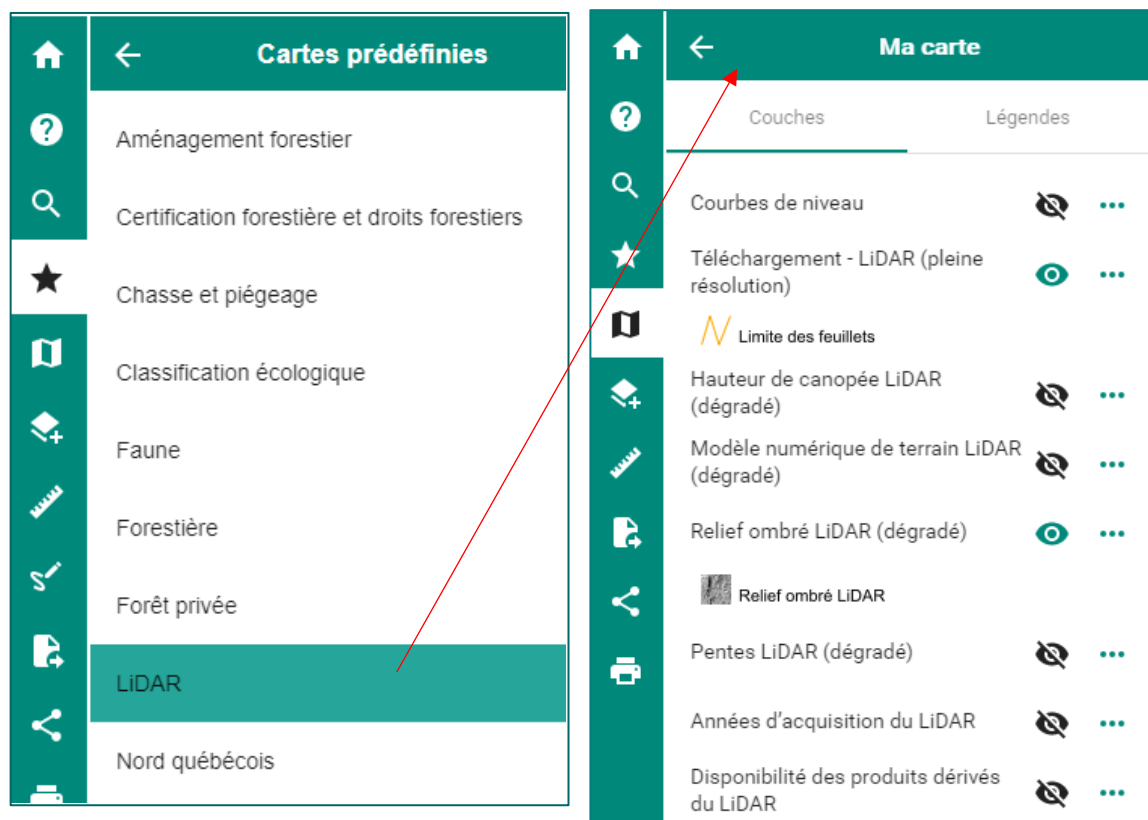 Cartes prédéfinies
Aménagement forestier
Certification forestière et droits forestiers
Chasse et piégeage
Classification écologique
Faune
Forestière
Forêt privée
LiDAR
Nord québécois
Ma carte
Couches
Légendes
Courbes de niveau
Téléchargement - LiDAR (pleine
résolution)
Limite des feuillets
Hauteur de canopée LiDAR
(dégradé)
Modèle numérique de terrain LiDAR
(dégradé)
Relief ombré LiDAR (dégradé)
Relief ombré LiDAR
Pentes LiDAR (dégradé)
Années d'acquisition du LiDAR
Disponibilité des produits dérivés
du LiDAR